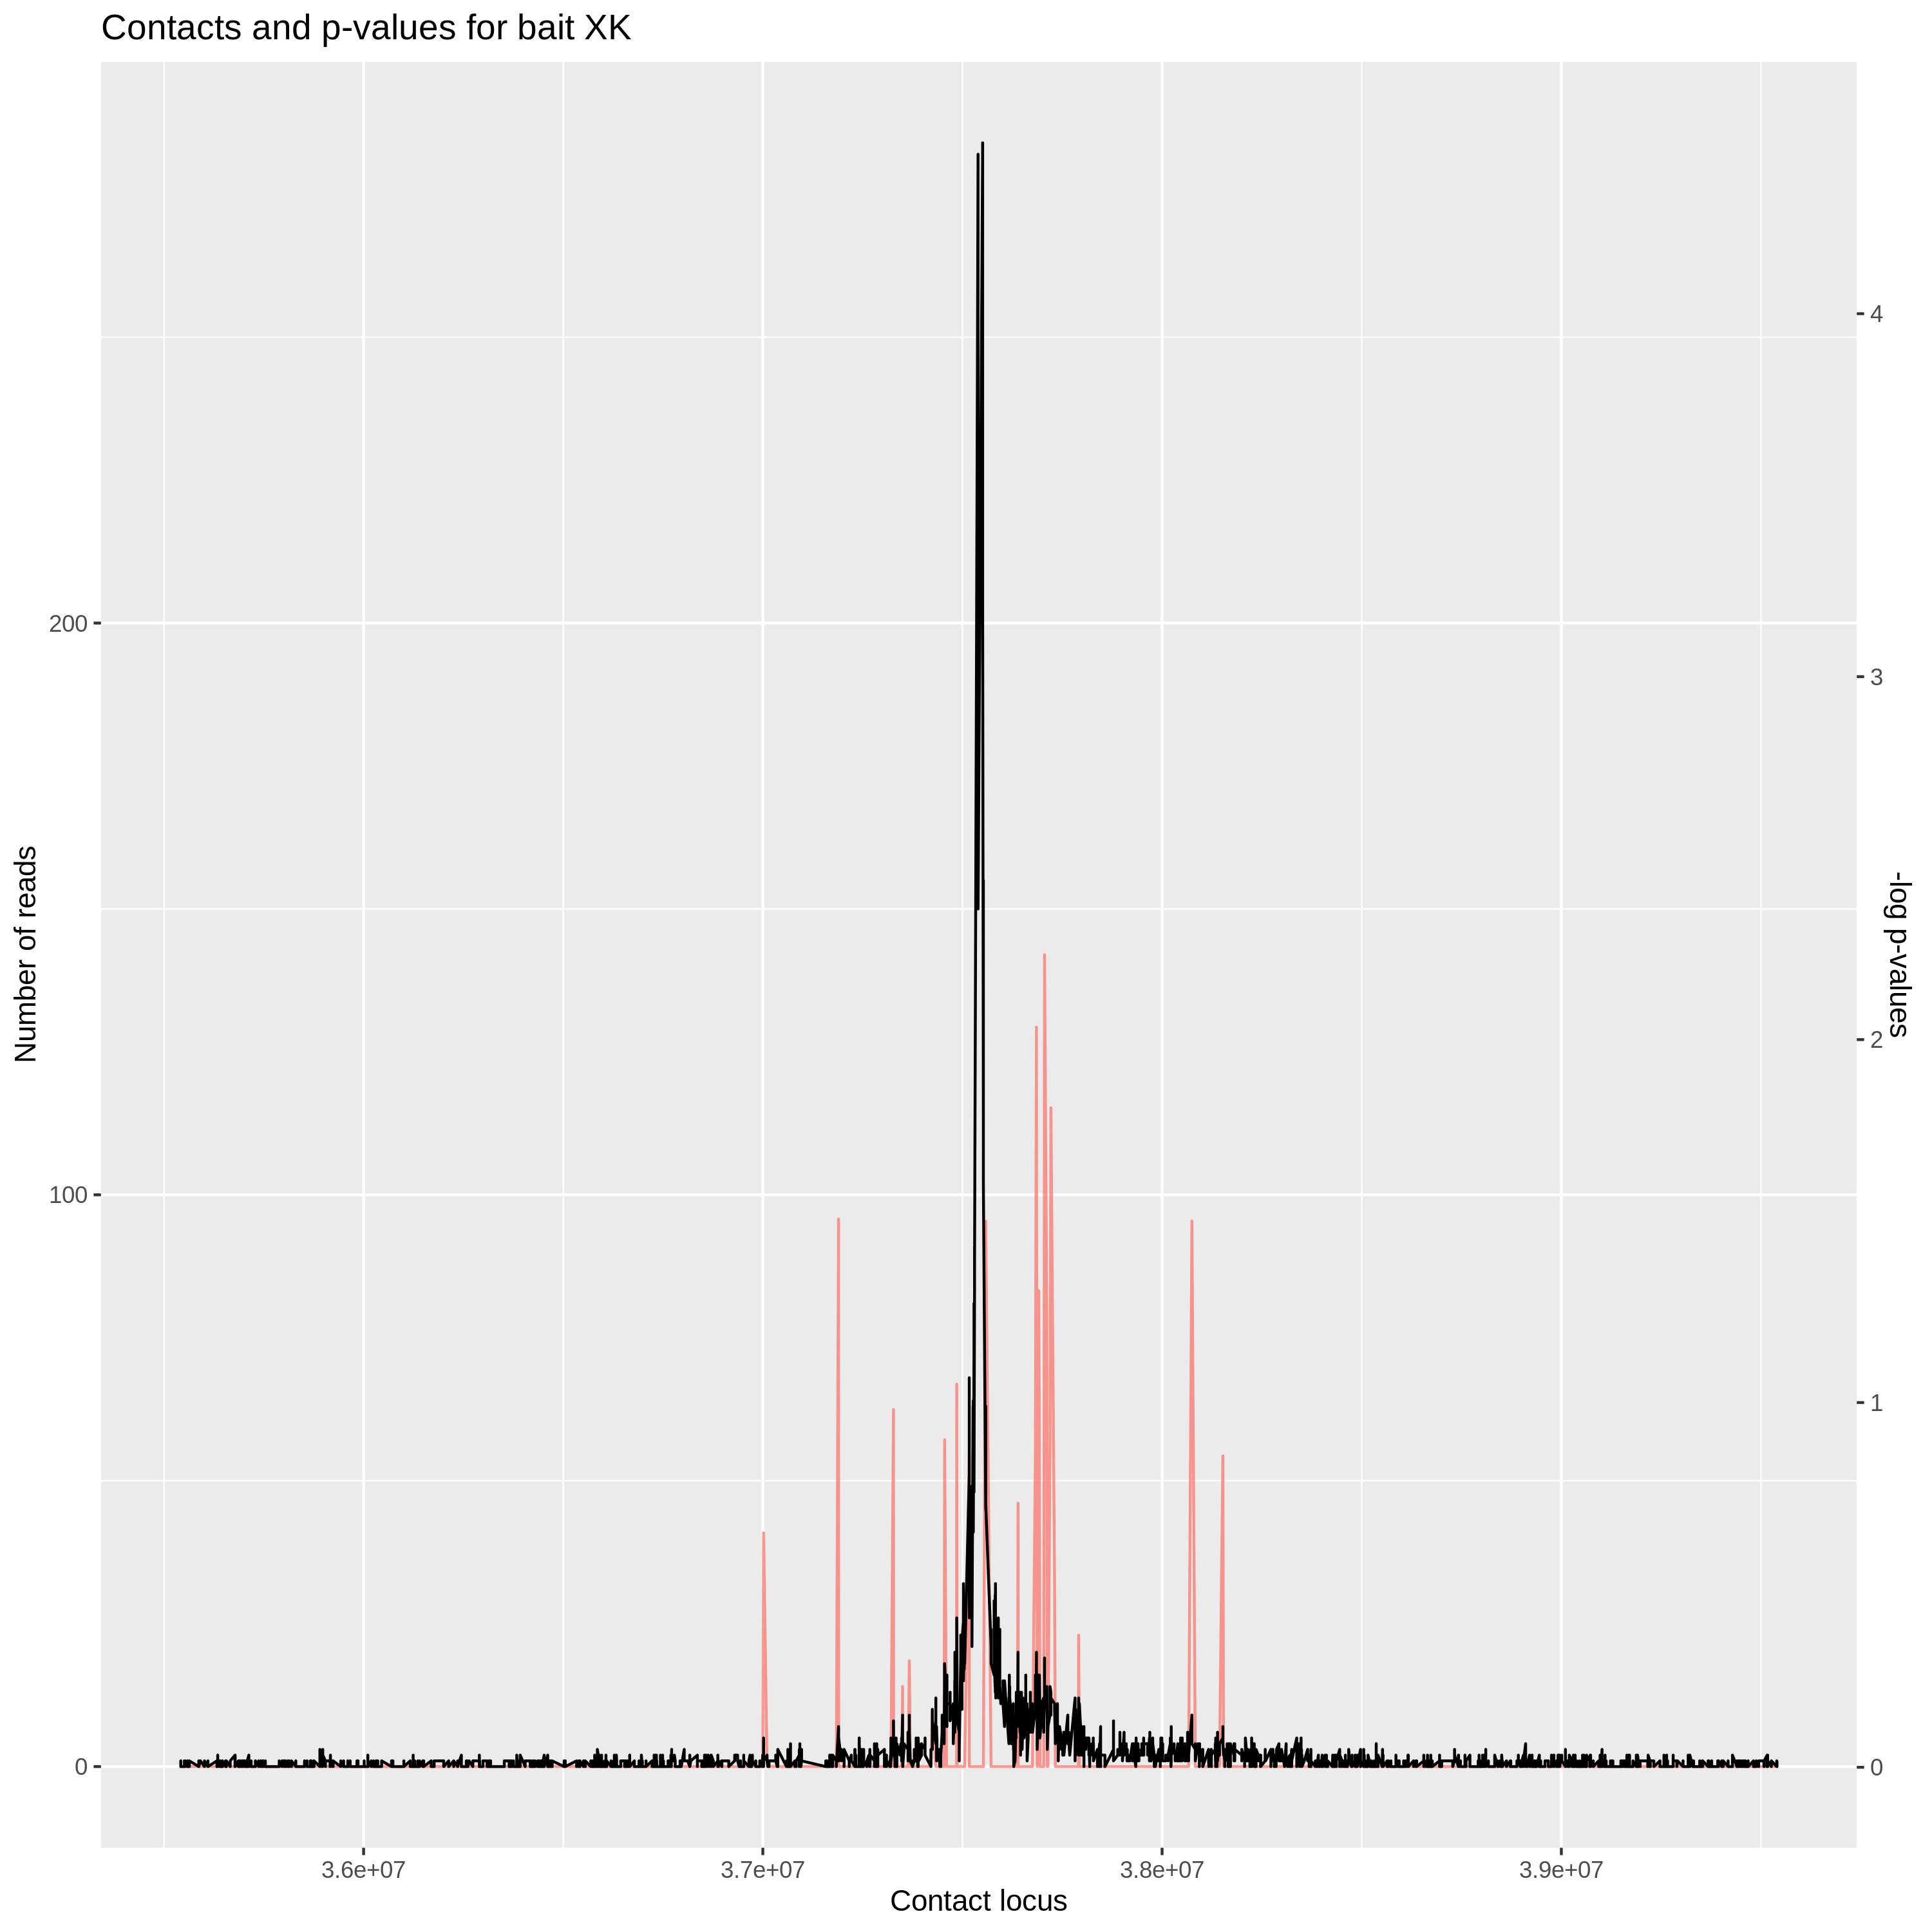 Contacts and p-values for bait XK
Number of reads
200
100
0
4
3
2
1
0
-log p-values
3.6e+07
3.7e+07
3.8e+07
3.9e+07
Contact locus